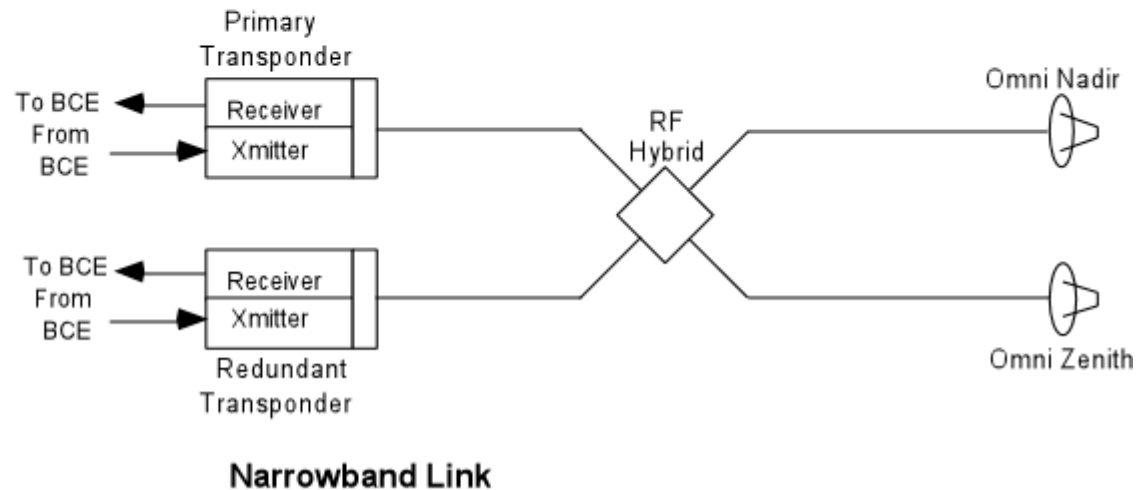 Primary
Transponder
To BCE
From
BCE
Receiver
Xmitter
RF
Hybrid
Omni Nadir
To BCE
From
BCE
Receiver
Xmitter
Redundant
Transponder
Omni Zenith
Narrowband Link